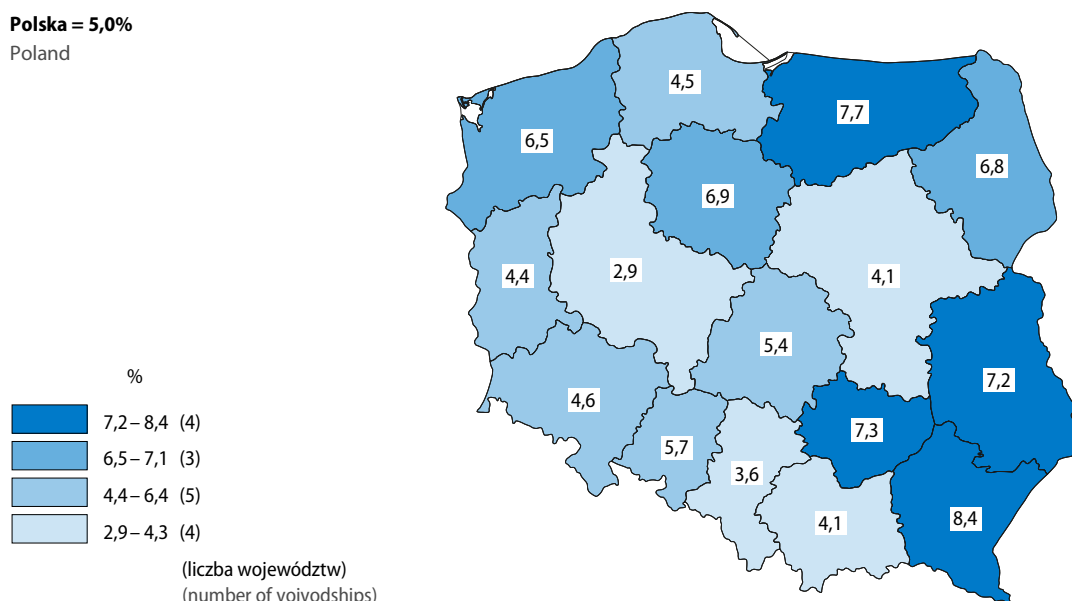 Polska = 5,0%
Poland
4,5
7,7
6,5
6,8
6,9
2,9
4,4
4,1
5,4
7,2
4,6
7,3
5,7
3,6
4,1
8,4
%
7,2 – 8,4 (4)
6,5 – 7,1 (3)
4,4 – 6,4 (5)
2,9 – 4,3 (4)
(liczba województw)
(number of voivodships)